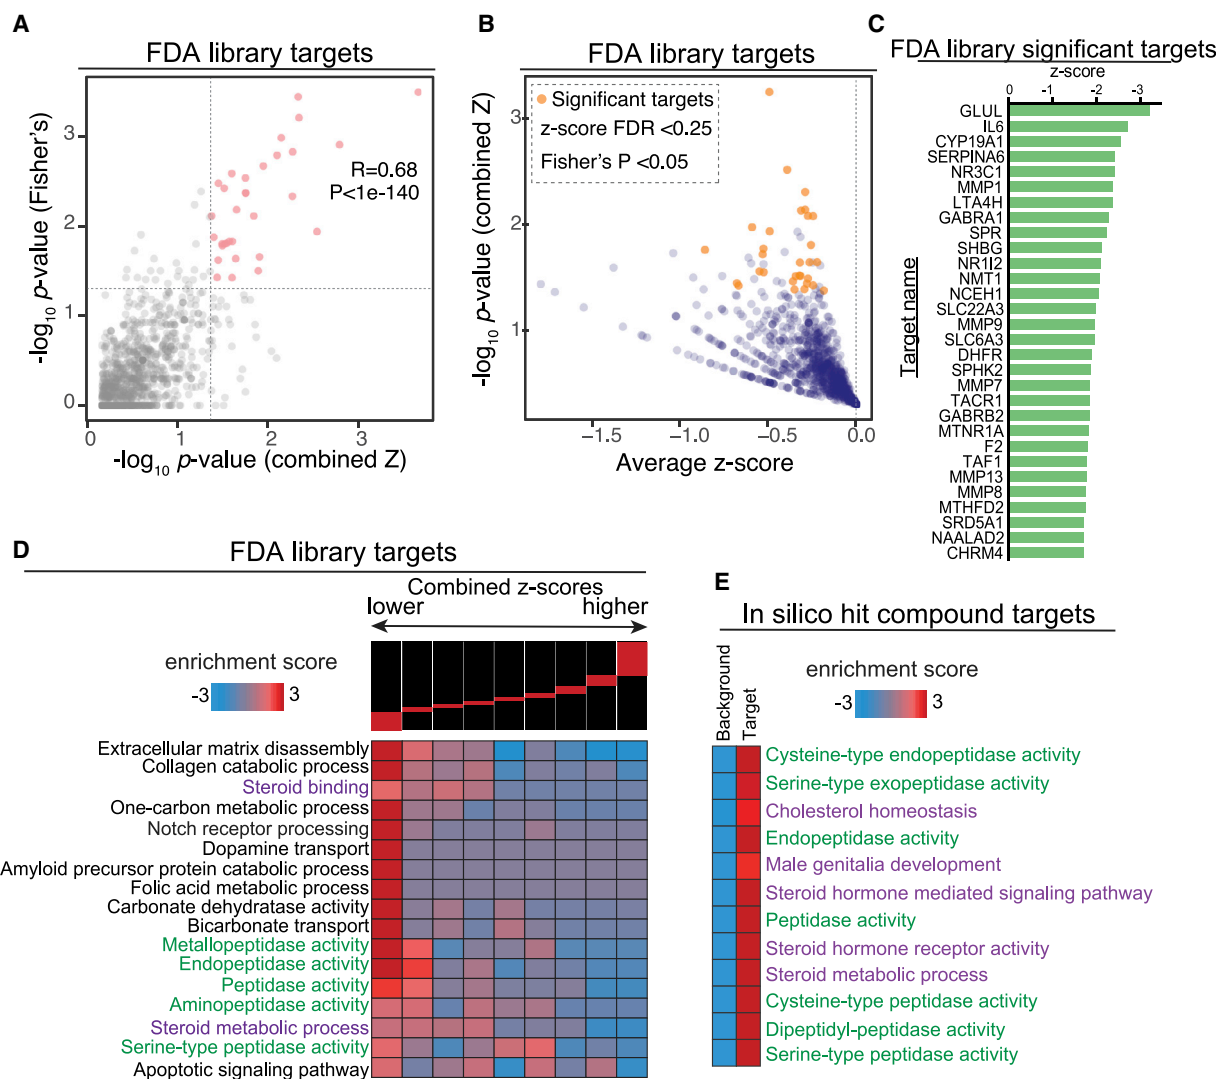 A
FDA library targets
-log10 p-value (Fisher's)
3
2
1
0
R=0.68
P<1e-140
0
1
2
3
-log10 p-value (combined Z)
B
FDA library targets
-log10 p-value (combined Z)
3
2
1
Significant targets
z-score FDR <0.25
Fisher's P <0.05
−1.5
−1.0
−0.5
0.0
Average z-score
C
FDA library significant targets
z-score
0
-1
-2
-3
Target name
GLUL
IL6
CYP19A1
SERPINA6
NR3C1
MMP1
LTA4H
GABRA1
SPR
SHBG
NR1I2
NMT1
NCEH1
SLC22A3
MMP9
SLC6A3
DHFR
SPHK2
MMP7
TACR1
GABRB2
MTNR1A
F2
TAF1
MMP13
MMP8
MTHFD2
SRD5A1
NAALAD2
CHRM4
D
FDA library targets
Combined z-scores
lower
higher
enrichment score
-3
3
Extracellular matrix disassembly
Collagen catabolic process
Steroid binding
One-carbon metabolic process
Notch receptor processing
Dopamine transport
Amyloid precursor protein catabolic process
Folic acid metabolic process
Carbonate dehydratase activity
Bicarbonate transport
Metallopeptidase activity
Endopeptidase activity
Peptidase activity
Aminopeptidase activity
Steroid metabolic process
Serine-type peptidase activity
Apoptotic signaling pathway
E
In silico hit compound targets
Background
Target
enrichment score
-3
3
Cysteine-type endopeptidase activity
Serine-type exopeptidase activity
Cholesterol homeostasis
Endopeptidase activity
Male genitalia development
Steroid hormone mediated signaling pathway
Peptidase activity
Steroid hormone receptor activity
Steroid metabolic process
Cysteine-type peptidase activity
Dipeptidyl-peptidase activity
Serine-type peptidase activity